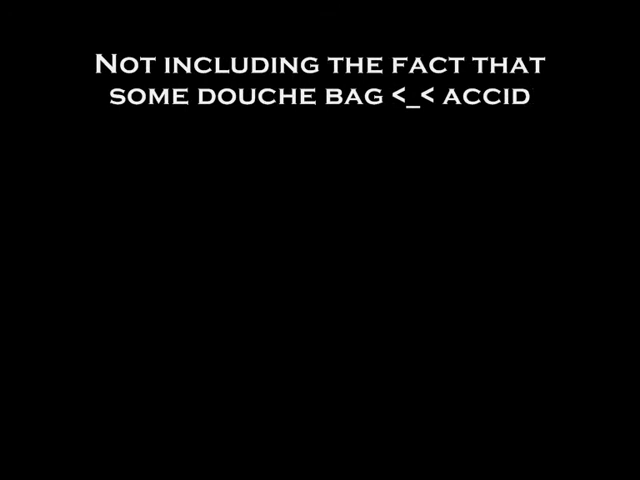 Not including the fact that
some douche bag <_< accid